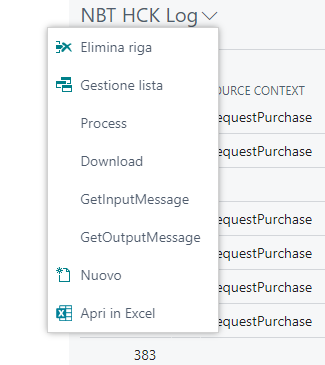 NBT HCK Log
Elimina riga
Gestione lista
OURCE CONTEXT
equestPurchase
Process
Download
equestPurchase
GetInputMessage
equestPurchase
GetOutputMessage
equestPurchase
Nuovo
equestPurchase
Apri in Excel
equestPurchase
383